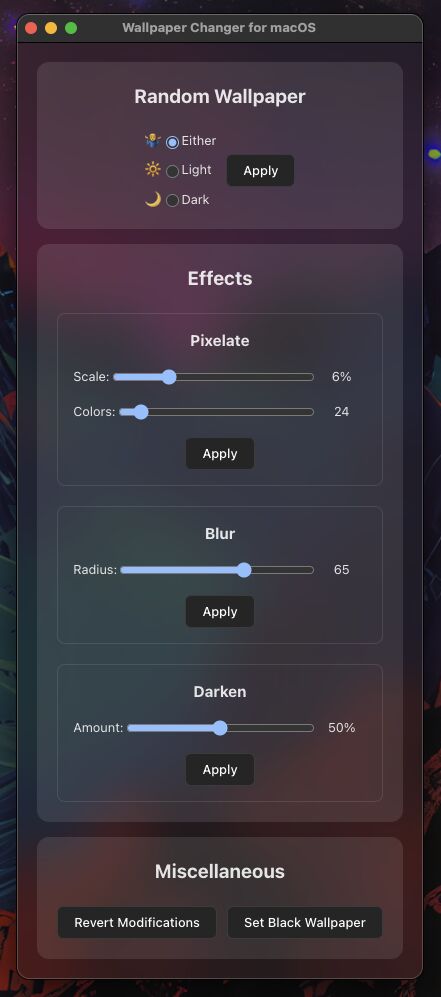 Wallpaper Changer for macOS
Random Wallpaper
Either
Light
Apply
Dark
Effects
Pixelate
Scale: 6%
Colors: 24
Apply
Blur
Radius: 65
Apply
Darken
Amount: 50%
Apply
Miscellaneous
Revert Modifications Set Black Wallpaper